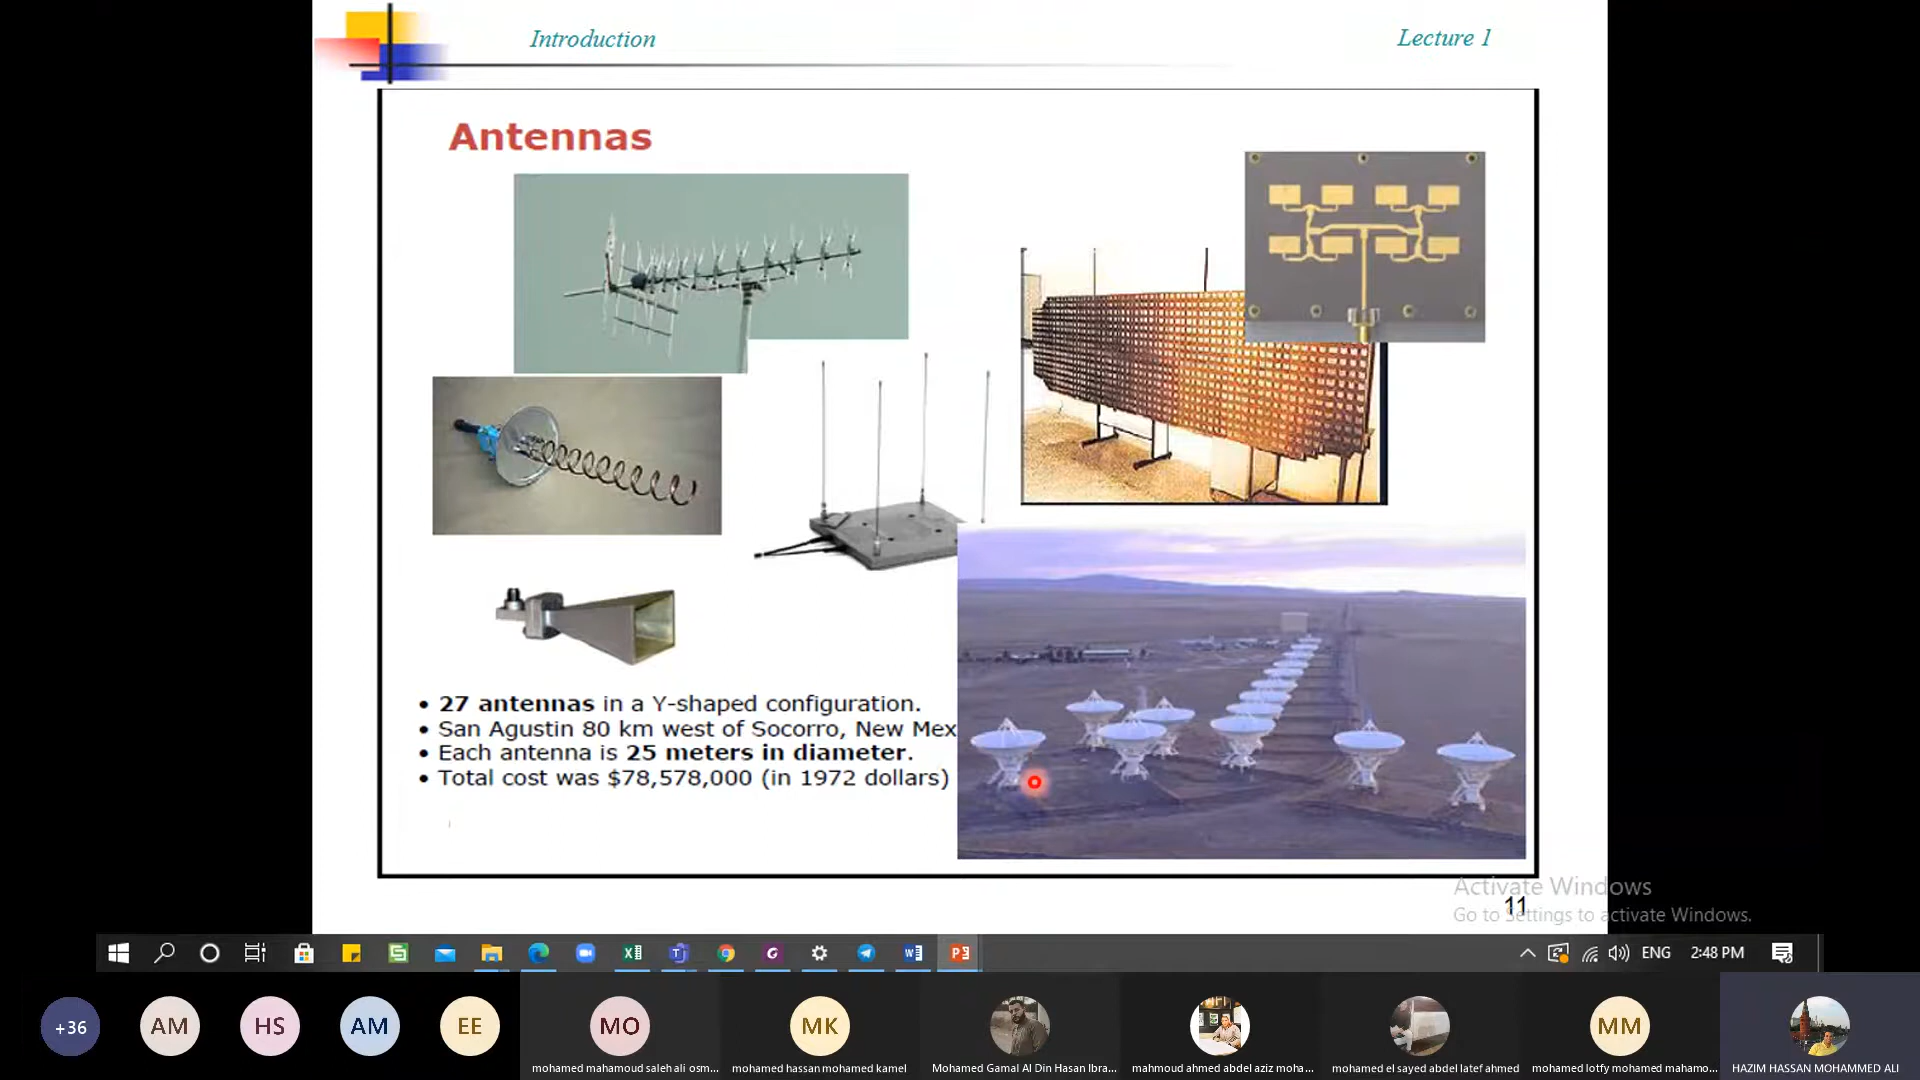 Introduction
Lecture 1
Antennas
• 27 antennas in a Y-shaped configuration.
• San Agustin 80 km west of Socorro, New Mex
• Each antenna is 25 meters in diameter.
• Total cost was $78,578,000 (in 1972 dollars)
Activate Windows
11
Go to Settings to activate Windows.
ENG
2:48 PM
+36
AM
HS
AM
EE
MO
MK
MM
mohamed mahamoud saleh ali osm...
mohamed hassan mohamed kamel
Mohamed Gamal Al Din Hasan Ibra...
mahmoud ahmed abdel aziz moha...
mohamed el sayed abdel latef ahmed
mohamed lotfy mohamed mahamo...
HAZIM HASSAN MOHAMMED ALI